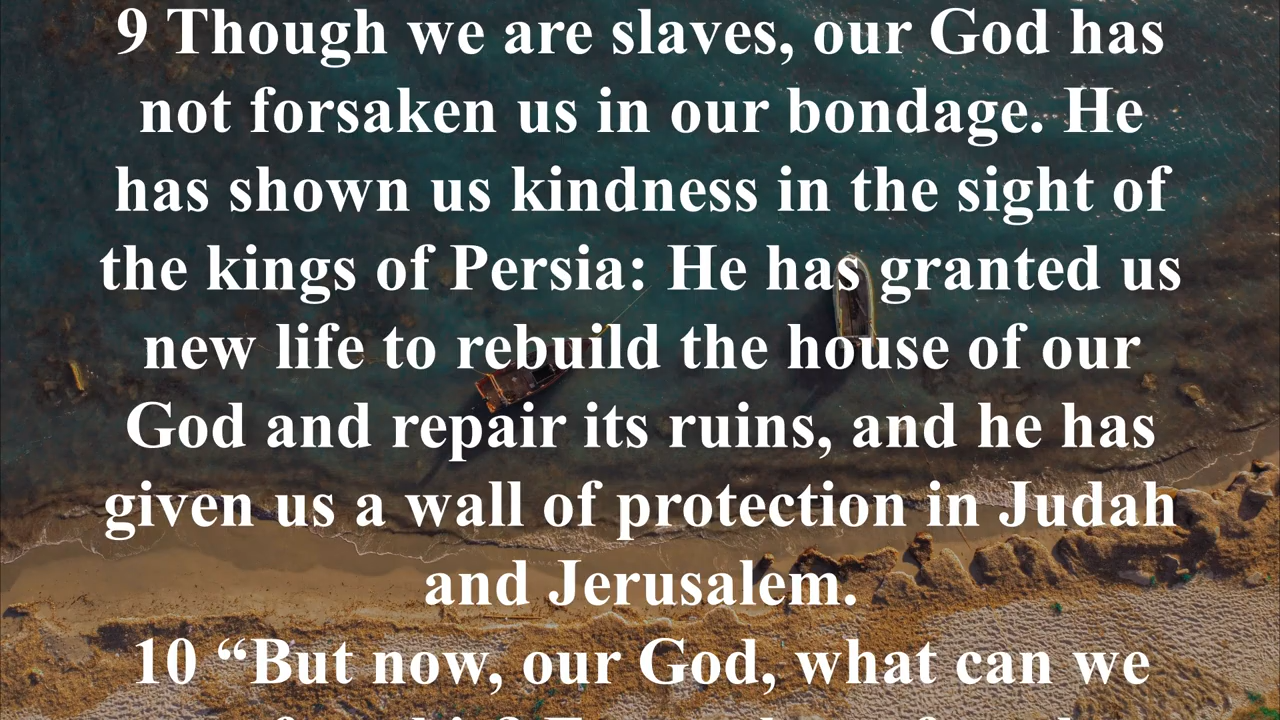 9 Though we are slaves, our God has
not forsaken us in our bondage. He
has shown us kindness in the sight of
the kings of Persia: He has granted us
new life to rebuild the house of our
God and repair its ruins, and he has
given us a wall of protection in Judah
and Jerusalem.
10 “But now, our God, what can we